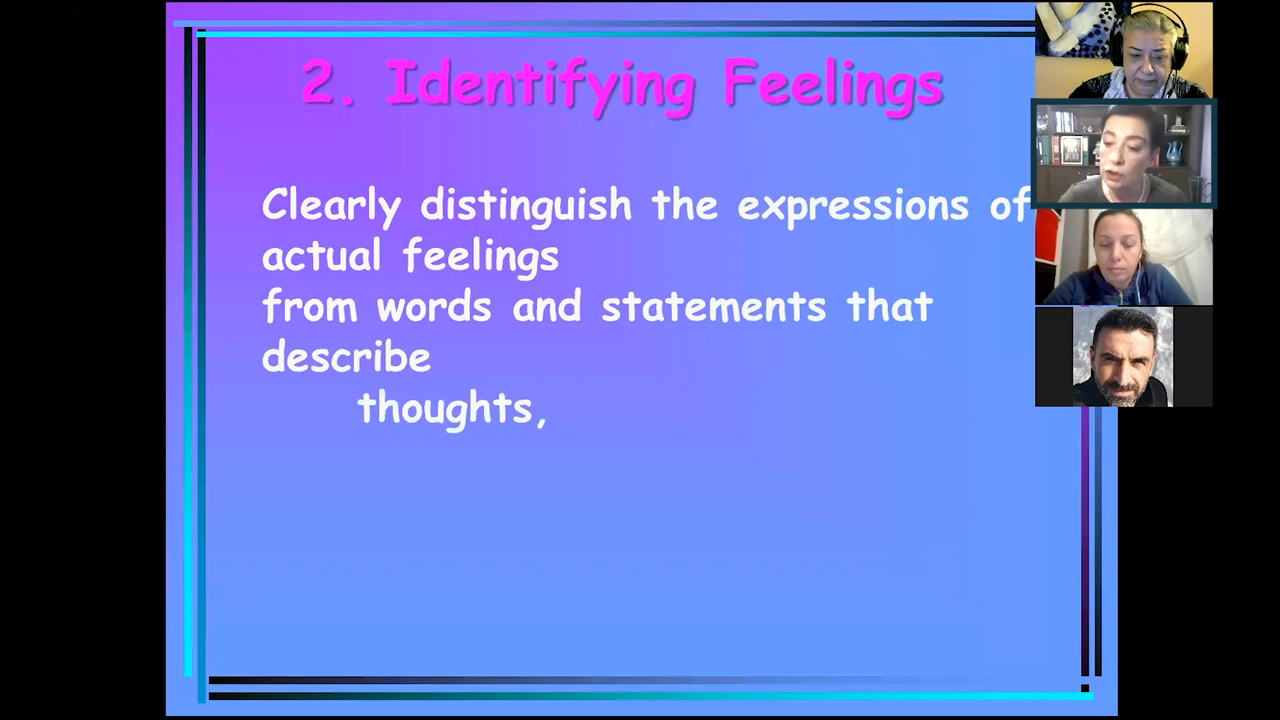 2. Identifying Feelings
Clearly distinguish the expressions of
actual feelings
from words and statements that
describe
thoughts,